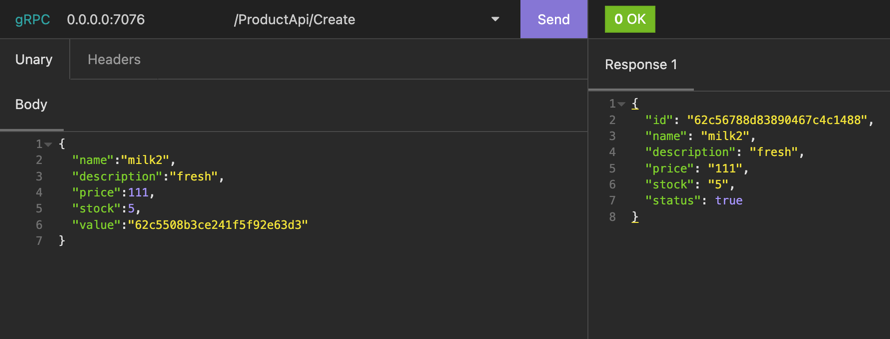 gRPC 0.0.0.0:7076 /ProductApi/Create Send 0 OK
Unary Headers
Body
1 {
2 "name":"milk2",
3 "description":"fresh",
4 "price":111,
5 "stock":5,
6 "value":"62c5508b3ce241f5f92e63d3"
7 }
Response 1
1 {
2 "id": "62c56788d83890467c4c1488",
3 "name": "milk2",
4 "description": "fresh",
5 "price": "111",
6 "stock": "5",
7 "status": true
8 }